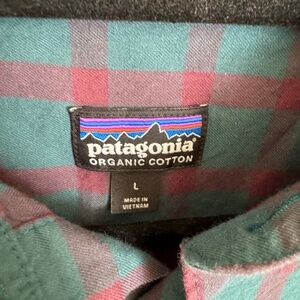 patagonia®
ORGANIC COTTON
L
MADE IN
VIETNAM